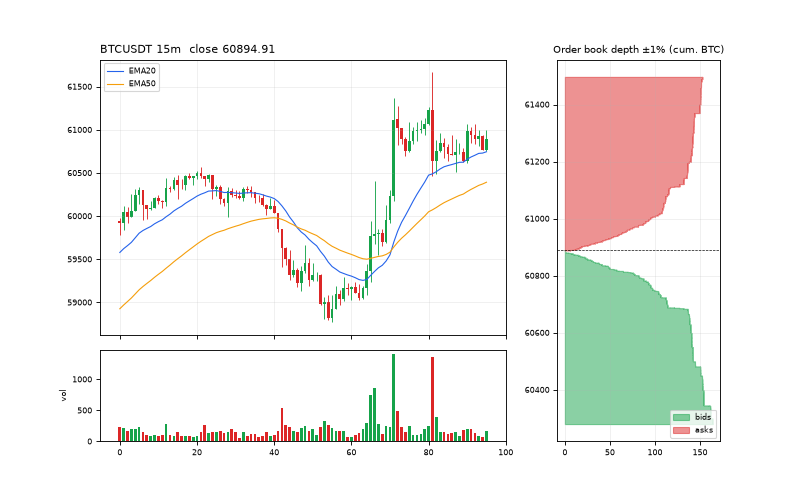 BTCUSDT 15m  close 60894.91
EMA20
EMA50
61500
61000
60500
60000
59500
59000
vol
1000
500
0
0 20 40 60 80 100
Order book depth ±1% (cum. BTC)
61400
61200
61000
60800
60600
60400
bids
asks
0 50 100 150